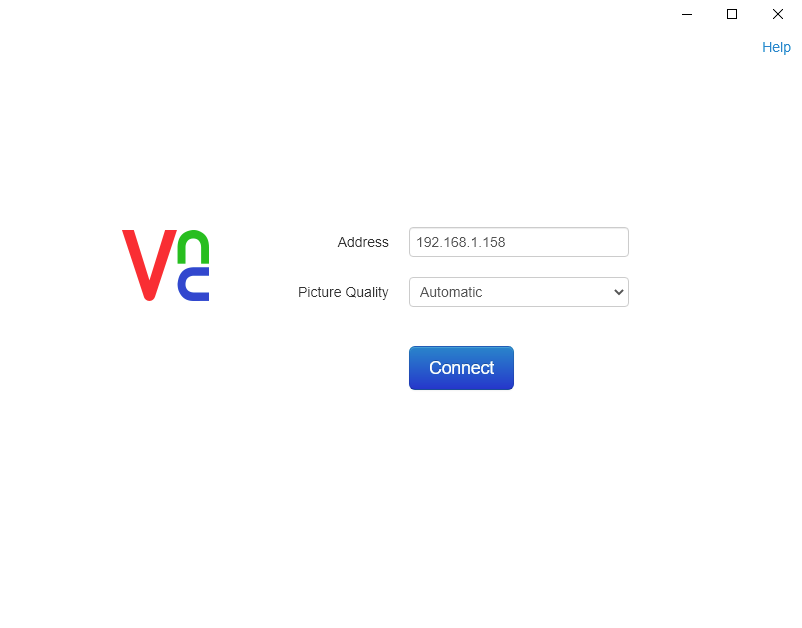 Help
Vnc
Address 192.168.1.158
Picture Quality Automatic
Connect